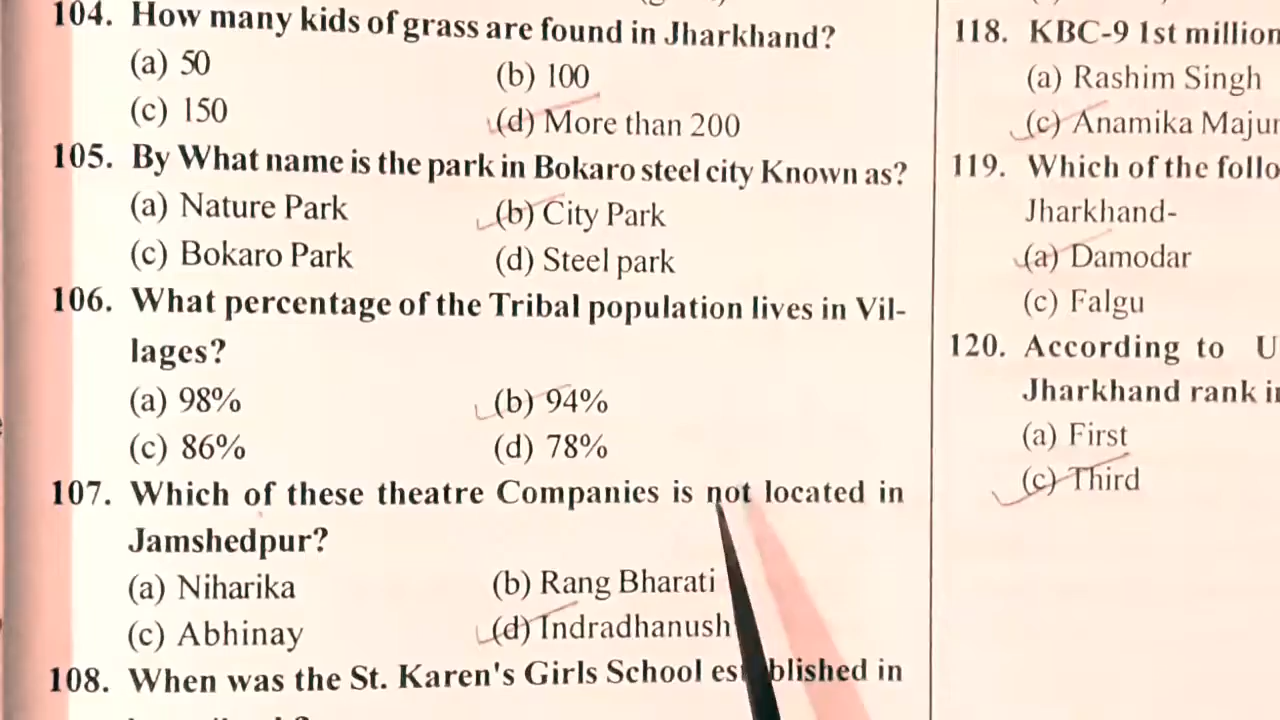 104. How many kids of grass are found in Jharkhand?
(a) 50 (b) 100
(c) 150 (d) More than 200
105. By What name is the park in Bokaro steel city Known as?
(a) Nature Park (b) City Park
(c) Bokaro Park (d) Steel park
106. What percentage of the Tribal population lives in Vil-
lages?
(a) 98% (b) 94%
(c) 86% (d) 78%
107. Which of these theatre Companies is not located in
Jamshedpur?
(a) Niharika (b) Rang Bharati
(c) Abhinay (d) Indradhanush
108. When was the St. Karen's Girls School established in
118. KBC-9 1st million
(a) Rashim Singh
(c) Anamika Majum
119. Which of the follo
Jharkhand-
(a) Damodar
(c) Falgu
120. According to U
Jharkhand rank in
(a) First
(c) Third